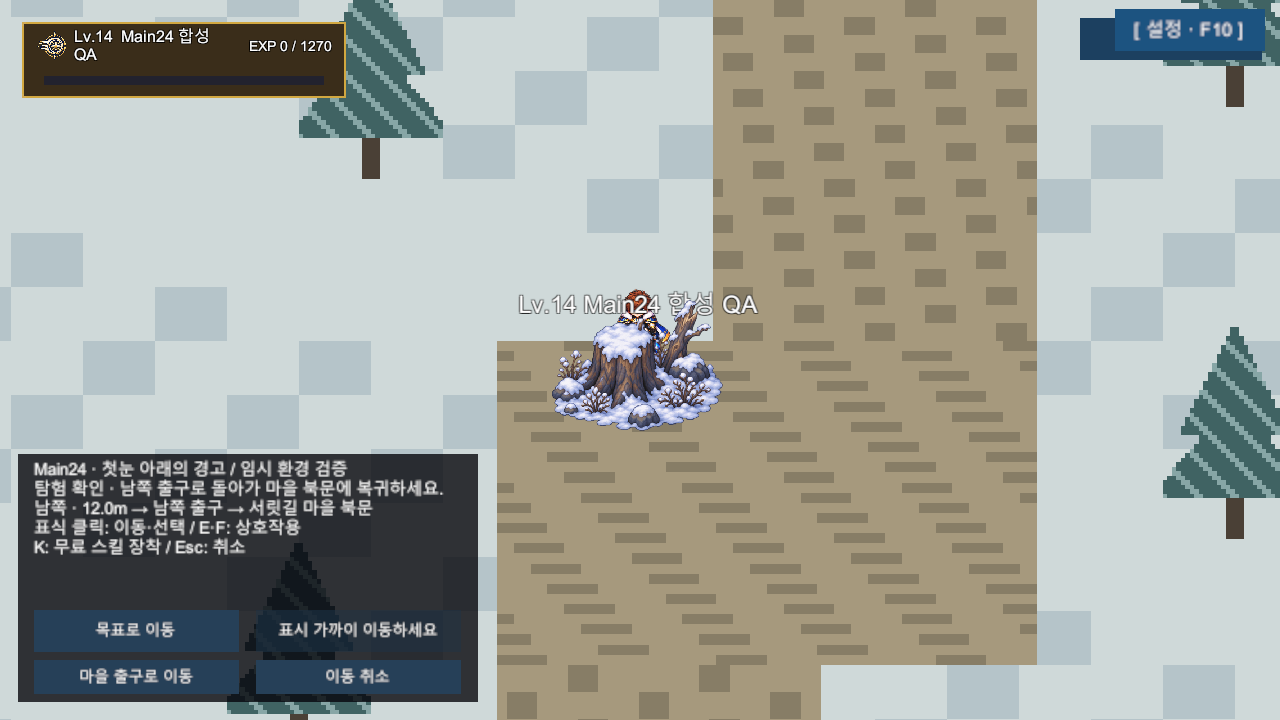 Lv.14 Main24 합성
QA
EXP 0 / 1270
[ 설정 · F10 ]
Lv.14 Main24 합성 QA
Main24 · 첫눈 아래의 경고 / 임시 환경 검증
탐험 확인 · 남쪽 출구로 돌아가 마을 북문에 복귀하세요.
남쪽 · 12.0m → 남쪽 출구 → 서릿길 마을 북문
표식 클릭: 이동·선택 / E·F: 상호작용
K: 무료 스킬 장착 / Esc: 취소
목표로 이동
표시 가까이 이동하세요
마을 출구로 이동
이동 취소